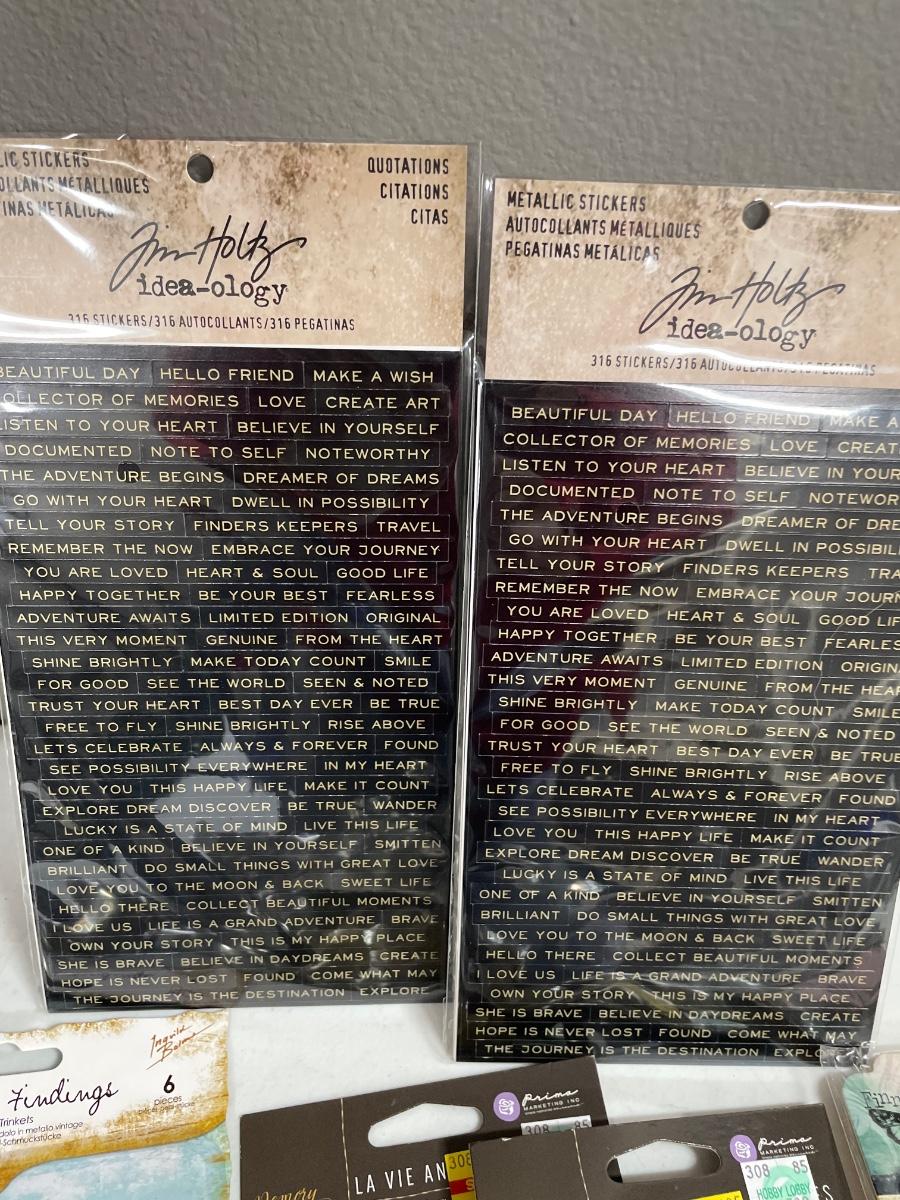 LIC STICKERS
OLLANTS MÉTALLIQUES
INAS METÁLICAS
QUOTATIONS
CITATIONS
CITAS
Tim Holtz
idea-ology
316 STICKERS/316 AUTOCOLLANTS/316 PEGATINAS
BEAUTIFUL DAY HELLO FRIEND MAKE A WISH
OLLECTOR OF MEMORIES LOVE CREATE ART
LISTEN TO YOUR HEART BELIEVE IN YOURSELF
DOCUMENTED NOTE TO SELF NOTEWORTHY
THE ADVENTURE BEGINS DREAMER OF DREAMS
GO WITH YOUR HEART DWELL IN POSSIBILITY
TELL YOUR STORY FINDERS KEEPERS TRAVEL
REMEMBER THE NOW EMBRACE YOUR JOURNEY
YOU ARE LOVED HEART & SOUL GOOD LIFE
HAPPY TOGETHER BE YOUR BEST FEARLESS
ADVENTURE AWAITS LIMITED EDITION ORIGINAL
THIS VERY MOMENT GENUINE FROM THE HEART
SHINE BRIGHTLY MAKE TODAY COUNT SMILE
FOR GOOD SEE THE WORLD SEEN & NOTED
TRUST YOUR HEART BEST DAY EVER BE TRUE
FREE TO FLY SHINE BRIGHTLY RISE ABOVE
LETS CELEBRATE ALWAYS & FOREVER FOUND
SEE POSSIBILITY EVERYWHERE IN MY HEART
LOVE YOU THIS HAPPY LIFE MAKE IT COUNT
EXPLORE DREAM DISCOVER BE TRUE WANDER
LUCKY IS A STATE OF MIND LIVE THIS LIFE
ONE OF A KIND BELIEVE IN YOURSELF SMITTEN
BRILLIANT DO SMALL THINGS WITH GREAT LOVE
LOVE YOU TO THE MOON & BACK SWEET LIFE
HELLO THERE COLLECT BEAUTIFUL MOMENTS
I LOVE US LIFE IS A GRAND ADVENTURE BRAVE
OWN YOUR STORY THIS IS MY HAPPY PLACE
SHE IS BRAVE BELIEVE IN DAYDREAMS CREATE
HOPE IS NEVER LOST FOUND COME WHAT MAY
THE JOURNEY IS THE DESTINATION EXPLORE
METALLIC STICKERS
AUTOCOLLANTS MÉTALLIQUES
PEGATINAS METÁLICAS
Tim Holtz
idea-ology
316 STICKERS/316 AUTOCOLLANTS/316 PEGATINAS
BEAUTIFUL DAY HELLO FRIEND MAKE A
COLLECTOR OF MEMORIES LOVE CREAT
LISTEN TO YOUR HEART BELIEVE IN YOUR
DOCUMENTED NOTE TO SELF NOTEWOR
THE ADVENTURE BEGINS DREAMER OF DRE
GO WITH YOUR HEART DWELL IN POSSIBIL
TELL YOUR STORY FINDERS KEEPERS TRA
REMEMBER THE NOW EMBRACE YOUR JOURN
YOU ARE LOVED HEART & SOUL GOOD LIF
HAPPY TOGETHER BE YOUR BEST FEARLES
ADVENTURE AWAITS LIMITED EDITION ORIGIN
THIS VERY MOMENT GENUINE FROM THE HEAR
SHINE BRIGHTLY MAKE TODAY COUNT SMILE
FOR GOOD SEE THE WORLD SEEN & NOTED
TRUST YOUR HEART BEST DAY EVER BE TRUE
FREE TO FLY SHINE BRIGHTLY RISE ABOVE
LETS CELEBRATE ALWAYS & FOREVER FOUND
SEE POSSIBILITY EVERYWHERE IN MY HEART
LOVE YOU THIS HAPPY LIFE MAKE IT COUNT
EXPLORE DREAM DISCOVER BE TRUE WANDER
LUCKY IS A STATE OF MIND LIVE THIS LIFE
ONE OF A KIND BELIEVE IN YOURSELF SMITTEN
BRILLIANT DO SMALL THINGS WITH GREAT LOVE
LOVE YOU TO THE MOON & BACK SWEET LIFE
HELLO THERE COLLECT BEAUTIFUL MOMENTS
I LOVE US LIFE IS A GRAND ADVENTURE BRAVE
OWN YOUR STORY THIS IS MY HAPPY PLACE
SHE IS BRAVE BELIEVE IN DAYDREAMS CREATE
HOPE IS NEVER LOST FOUND COME WHAT MAY
THE JOURNEY IS THE DESTINATION EXPLO
Findings
6
pieces
Trinkets
prima
MARKETING INC
308 85
LA VIE AN
308
Memory
prima
MARKETING INC
308 85
HOBBY LOBBY
ES